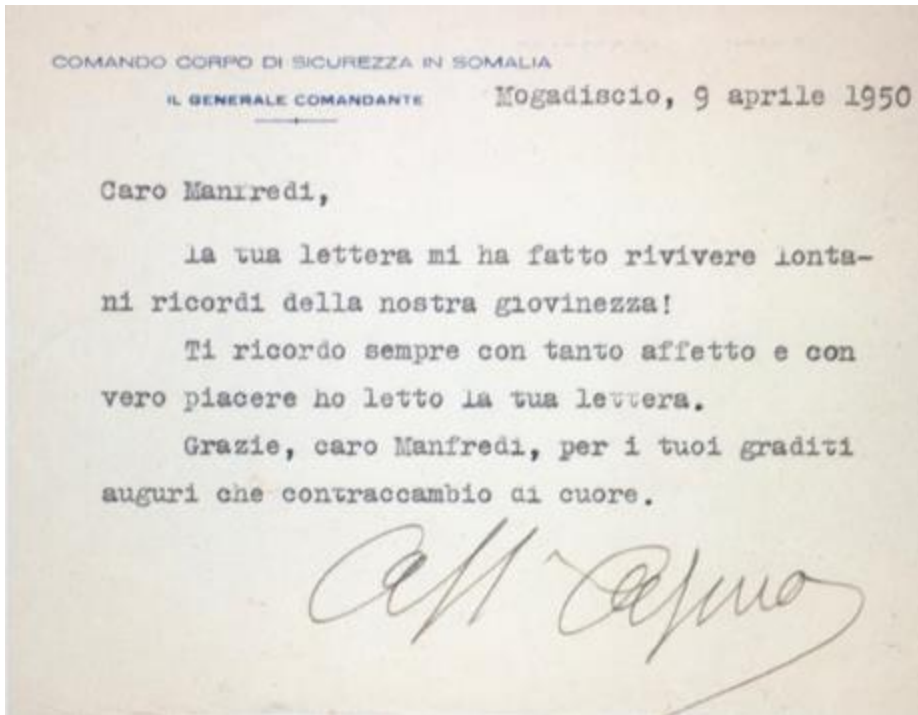 COMANDO CORPO DI SICUREZZA IN SOMALIA
IL GENERALE COMANDANTE
Mogadiscio, 9 aprile 1950
Caro Manfredi,
la tua lettera mi ha fatto rivivere lonta-
ni ricordi della nostra giovinezza!
Ti ricordo sempre con tanto affetto e con
vero piacere ho letto la tua lettera.
Grazie, caro Manfredi, per i tuoi graditi
auguri che contraccambio di cuore.